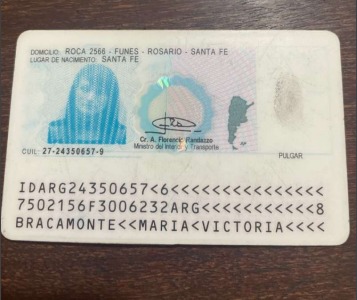 DOMICILIO: ROCA 2566 - FUNES - ROSARIO - SANTA FE
LUGAR DE NACIMIENTO: SANTA FE
Cr. A. Florencio Randazzo
Ministro del Interior y Transporte
CUIL: 27-24350657-9
PULGAR
IDARG24350657<6<<<<<<<<<<<<<<<
7502156F3006232ARG<<<<<<<<<<<8
BRACAMONTE<<MARIA<VICTORIA<<<<